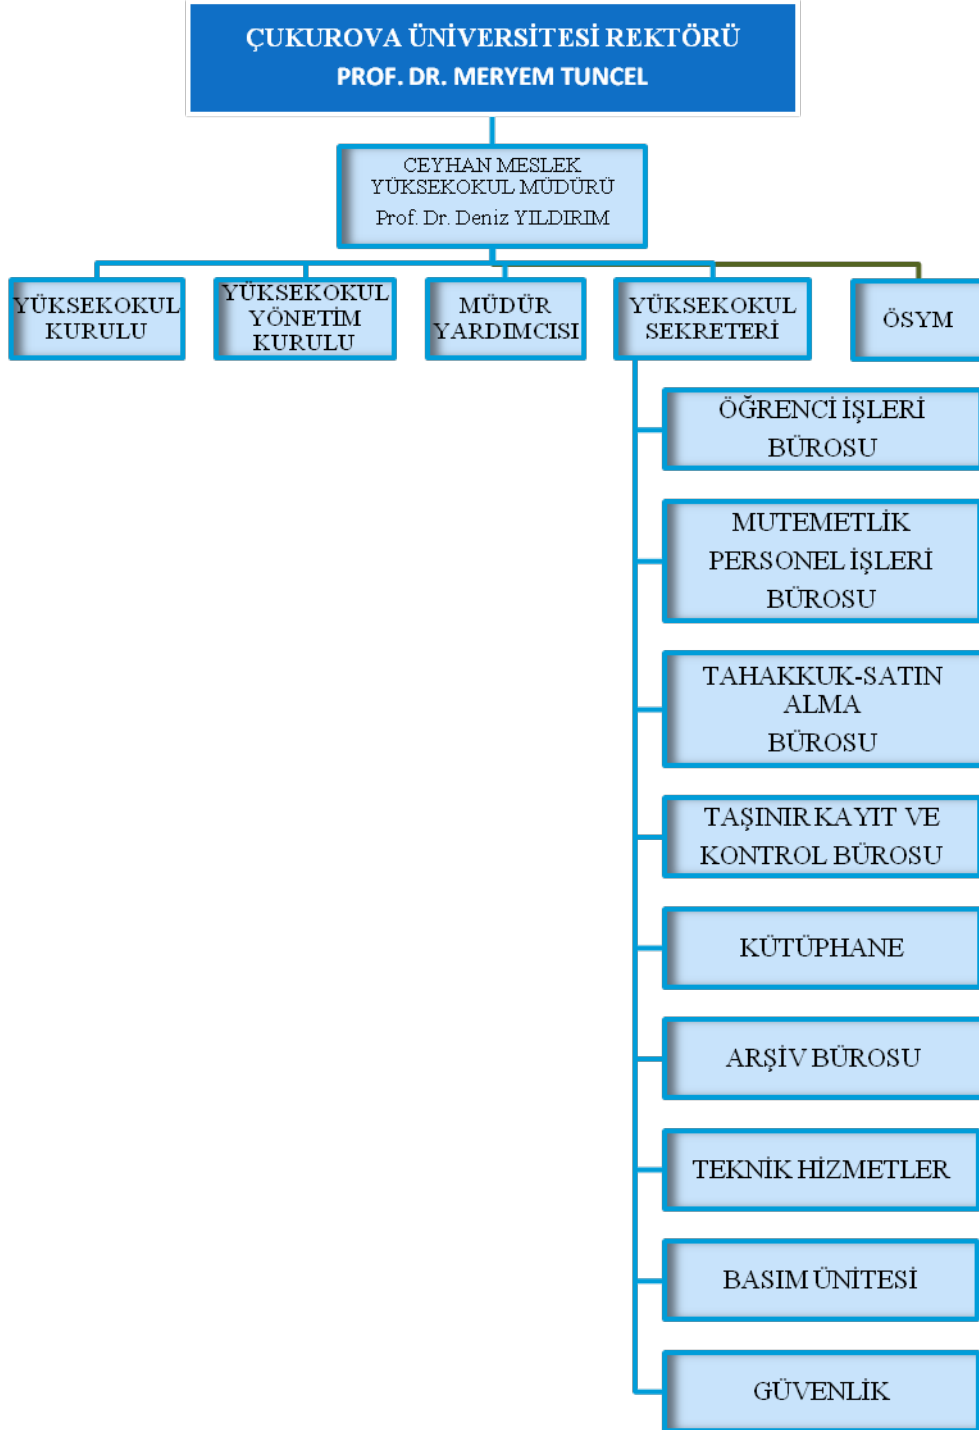 ÇUKUROVA ÜNİVERSİTESİ REKTÖRÜ
PROF. DR. MERYEM TUNCEL
CEYHAN MESLEK
YÜKSEKOKUL MÜDÜRÜ
Prof. Dr. Deniz YILDIRIM
YÜKSEKOKUL
KURULU
YÜKSEKOKUL
YÖNETİM
KURULU
MÜDÜR
YARDIMCISI
YÜKSEKOKUL
SEKRETERİ
ÖSYM
ÖĞRENCİ İŞLERİ
BÜROSU
MUTEMETLİK
PERSONEL İŞLERİ
BÜROSU
TAHAKKUK-SATIN
ALMA
BÜROSU
TAŞINIR KAYIT VE
KONTROL BÜROSU
KÜTÜPHANE
ARŞİV BÜROSU
TEKNİK HİZMETLER
BASIM ÜNİTESİ
GÜVENLİK